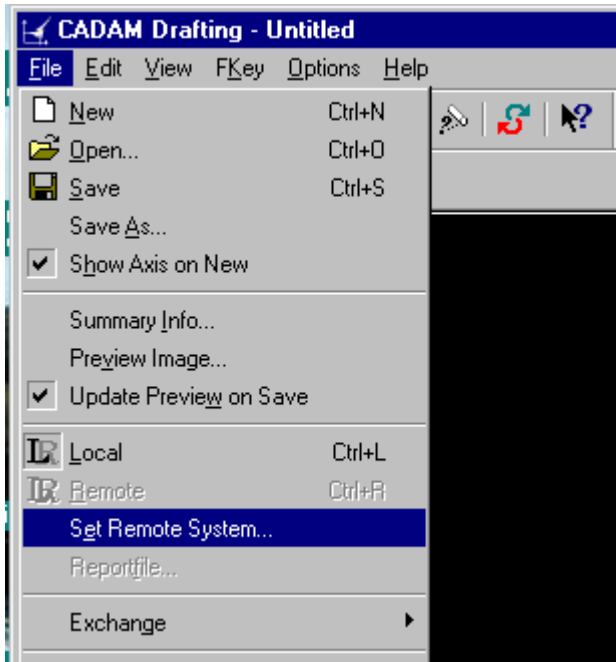 CADAM Drafting - Untitled
File Edit View FKey Options Help
New Ctrl+N
Open... Ctrl+O
Save Ctrl+S
Save As...
Show Axis on New
Summary Info...
Preview Image...
Update Preview on Save
Local Ctrl+L
Remote Ctrl+R
Set Remote System...
Reportfile...
Exchange